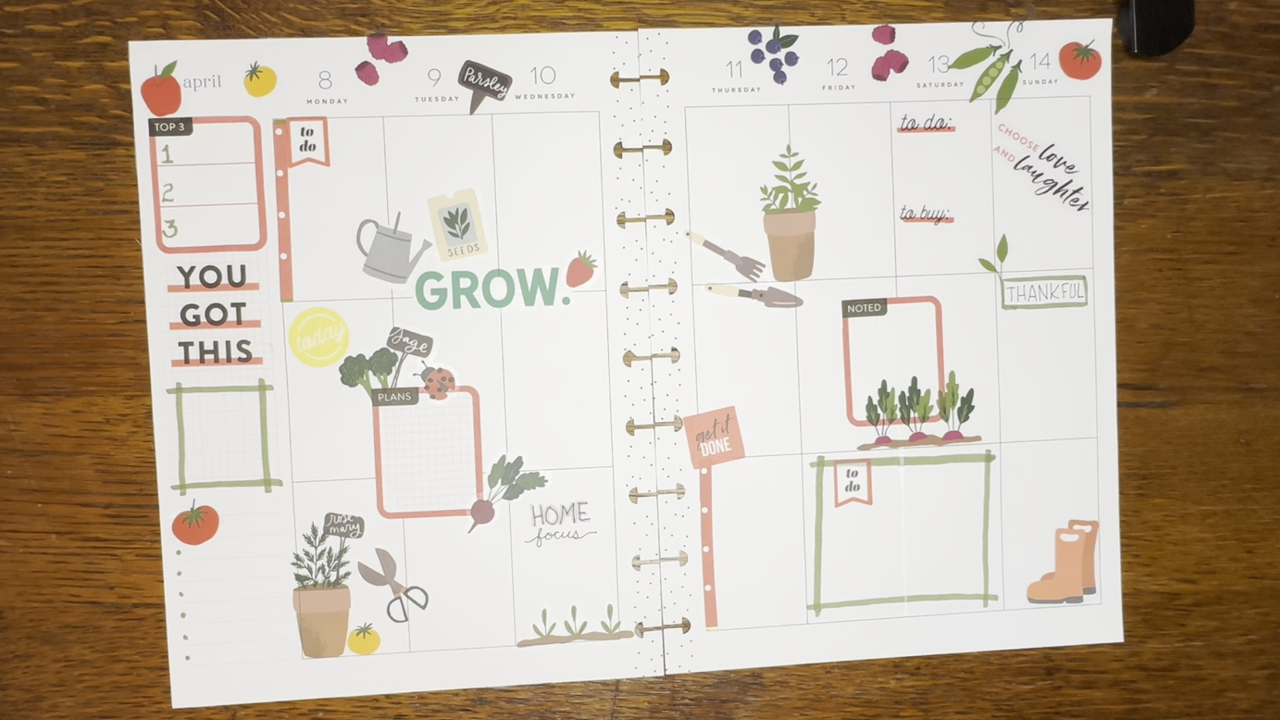 april
8
MONDAY
9
TUESDAY
Parsley
10
WEDNESDAY
11
THURSDAY
12
FRIDAY
13
SATURDAY
14
SUNDAY
TOP 3
1
2
3
to
do
SEEDS
GROW.
YOU
GOT
THIS
today
Sage
PLANS
rose
mary
HOME
focus
to do:
to buy:
CHOOSE love
AND laughter
THANKFUL
NOTED
get it
DONE
to
do